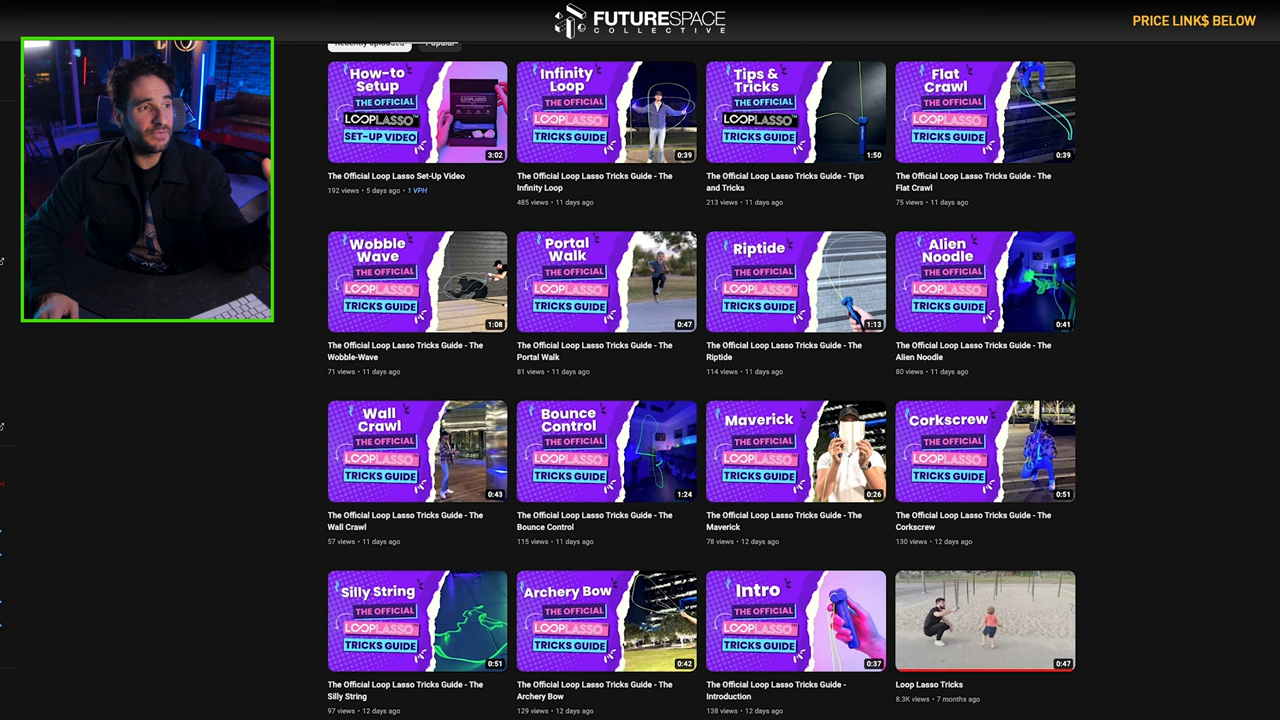 FUTURESPACE
COLLECTIVE
PRICE LINK$ BELOW
Recently uploaded
Popular
How-to
Setup
THE OFFICIAL
LOOPLASSO
SET-UP VIDEO
3:02
Infinity
Loop
THE OFFICIAL
LOOPLASSO
TRICKS GUIDE
0:39
Tips &
Tricks
THE OFFICIAL
LOOPLASSO
TRICKS GUIDE
1:50
Flat
Crawl
THE OFFICIAL
LOOPLASSO
TRICKS GUIDE
0:39
The Official Loop Lasso Set-Up Video
192 views • 5 days ago • 1 VPH
The Official Loop Lasso Tricks Guide - The
Infinity Loop
485 views • 11 days ago
The Official Loop Lasso Tricks Guide - Tips
and Tricks
213 views • 11 days ago
The Official Loop Lasso Tricks Guide - The
Flat Crawl
75 views • 11 days ago
Wobble
Wave
THE OFFICIAL
LOOPLASSO
TRICKS GUIDE
1:08
Portal
Walk
THE OFFICIAL
LOOPLASSO
TRICKS GUIDE
0:47
Riptide
THE OFFICIAL
LOOPLASSO
TRICKS GUIDE
1:13
Alien
Noodle
THE OFFICIAL
LOOPLASSO
TRICKS GUIDE
0:41
The Official Loop Lasso Tricks Guide - The
Wobble-Wave
71 views • 11 days ago
The Official Loop Lasso Tricks Guide - The
Portal Walk
81 views • 11 days ago
The Official Loop Lasso Tricks Guide - The
Riptide
114 views • 11 days ago
The Official Loop Lasso Tricks Guide - The
Alien Noodle
80 views • 11 days ago
Wall
Crawl
THE OFFICIAL
LOOPLASSO
TRICKS GUIDE
0:43
Bounce
Control
THE OFFICIAL
LOOPLASSO
TRICKS GUIDE
1:24
Maverick
THE OFFICIAL
LOOPLASSO
TRICKS GUIDE
0:26
Corkscrew
THE OFFICIAL
LOOPLASSO
TRICKS GUIDE
0:51
The Official Loop Lasso Tricks Guide - The
Wall Crawl
57 views • 11 days ago
The Official Loop Lasso Tricks Guide - The
Bounce Control
115 views • 11 days ago
The Official Loop Lasso Tricks Guide - The
Maverick
78 views • 12 days ago
The Official Loop Lasso Tricks Guide - The
Corkscrew
130 views • 12 days ago
Silly String
THE OFFICIAL
LOOPLASSO
TRICKS GUIDE
0:51
Archery Bow
THE OFFICIAL
LOOPLASSO
TRICKS GUIDE
0:42
Intro
THE OFFICIAL
LOOPLASSO
TRICKS GUIDE
0:37
0:47
The Official Loop Lasso Tricks Guide - The
Silly String
97 views • 12 days ago
The Official Loop Lasso Tricks Guide - The
Archery Bow
129 views • 12 days ago
The Official Loop Lasso Tricks Guide -
Introduction
138 views • 12 days ago
Loop Lasso Tricks
8.3K views • 7 months ago